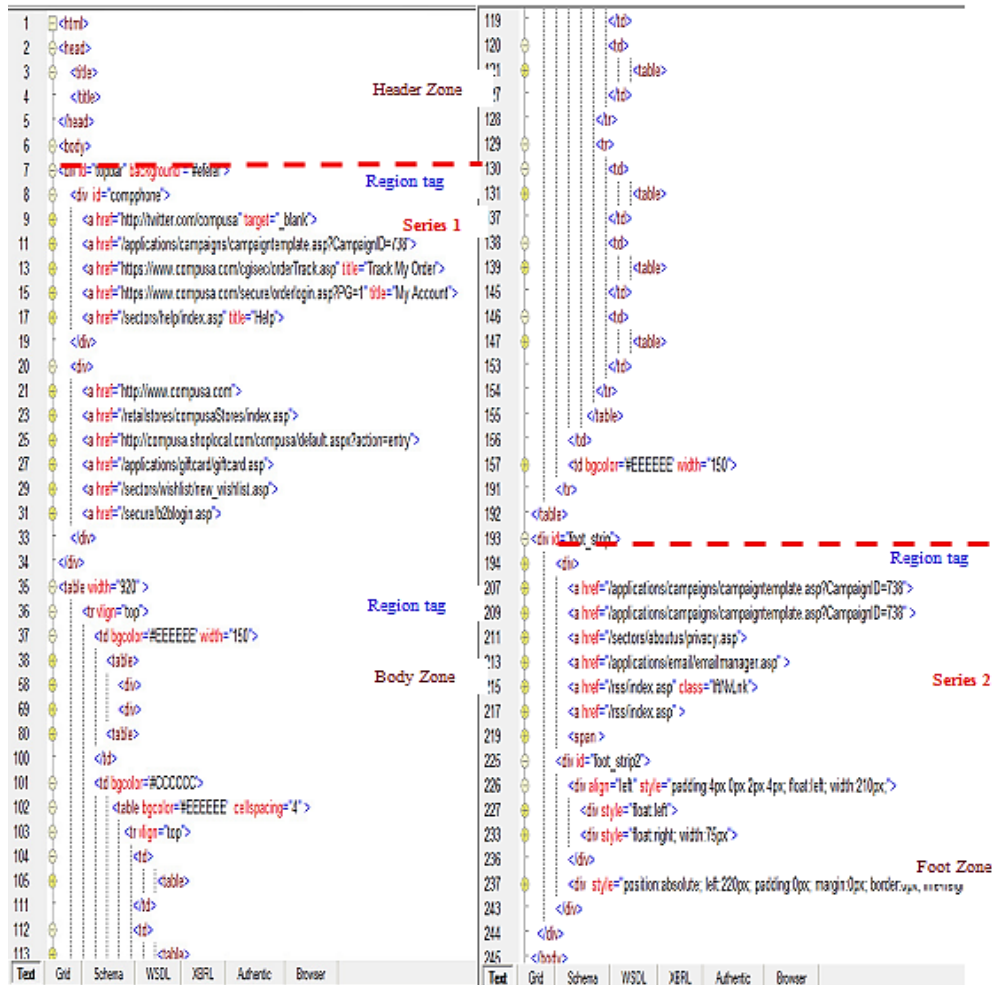 1 <html>
2 <head>
3 <title>
4 </title>
Header Zone
5 </head>
6 <body>
7 <div id="topbar" background =
Region tag
8 <div id="compphone">
9 <a href="http://twitter.com/compusa" target="_blank">
Series 1
11 <a href="/applications/campaigns/campaigntemplate.asp?CampaignID=738">
13 <a href="https://www.compusa.com/cgisec/orderTrack.asp" title="Track My Order">
15 <a href="https://www.compusa.com/secure/orderlogin.asp?PG=1" title="My Account">
17 <a href="/sectors/help/index.asp" title="Help">
19 </div>
20 <div>
21 <a href="http://www.compusa.com">
23 <a href="/retailstores/compusaStores/index.asp">
25 <a href="http://compusa.shoplocal.com/compusa/default.aspx?action=entry">
27 <a href="/applications/giftcard/giftcard.asp">
29 <a href="/sectors/wishlist/new_wishlist.asp">
31 <a href="/secure/b2blogin.asp">
33 </div>
34 </div>
35 <table width="920" >
Region tag
36 <tr vlign="top">
37 <td bgcolor='#EEEEEE' width="150">
38 <table>
Body Zone
58 <div>
69 <div>
80 <table>
100 </td>
101 <td bgcolor='#CCCCCC'>
102 <table bgcolor='#EEEEEE' cellspacing="4" >
103 <tr vlign="top">
104 <td>
105 <table>
111 </td>
112 <td>
113 <table>
Text Grid Schema WSDL XBRL Authentic Browser
119 </td>
120 <td>
<table>
</td>
128 </tr>
129 <tr>
130 <td>
131 <table>
137 </td>
138 <td>
139 <table>
145 </td>
146 <td>
147 <table>
153 </td>
154 </tr>
155 </table>
156 </td>
157 <td bgcolor='#EEEEEE' width="150">
191 </tr>
192 </table>
193 <div id="foot_strip">
Region tag
194 <div>
207 <a href="/applications/campaigns/campaigntemplate.asp?CampaignID=738">
209 <a href="/applications/campaigns/campaigntemplate.asp?CampaignID=738" >
211 <a href="/sectors/aboutus/privacy.asp">
213 <a href="/applications/email/emailmanager.asp" >
Series 2
215 <a href="/rss/index.asp" class="lftNvLnk">
217 <a href="/rss/index.asp" >
219 <span >
225 <div id="foot_strip2">
226 <div align="left" style="padding:4px 0px 2px 4px; float:left; width:210px;">
227 <div style="float:left">
233 <div style="float:right; width:75px">
236 </div>
Foot Zone
237 <div style="position:absolute; left:220px; padding:0px; margin:0px;
243 </div>
244 </div>
245 </body>
Text Grid Schema WSDL XBRL Authentic Browser